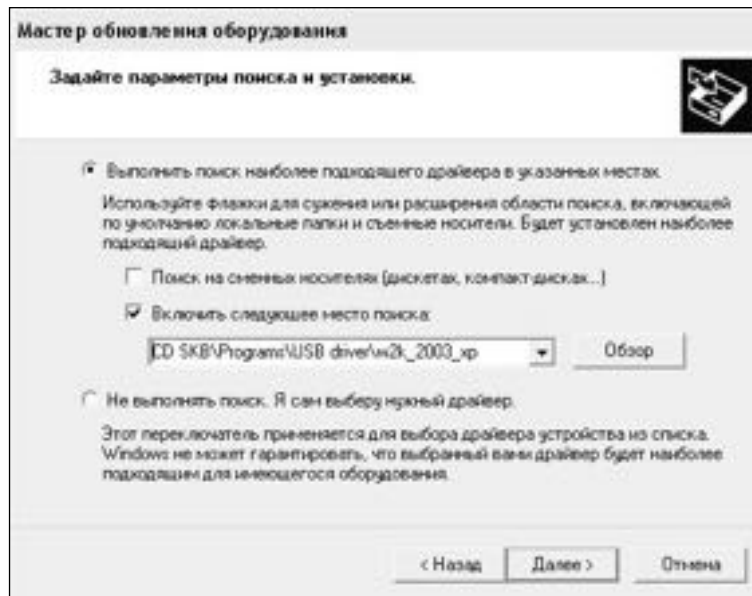 Мастер обновления оборудования
Задайте параметры поиска и установки.
Выполнить поиск наиболее подходящего драйвера в указанных местах.
Используйте флажки для сужения или расширения области поиска, включающей
по умолчанию локальные папки и съемные носители. Будет установлен наиболее
подходящий драйвер.
Поиск на сменных носителях (дискетах, компакт-дисках...)
Включить следующее место поиска:
CD SKB\Programs\USB driver\w2k_2003_xp
Обзор
Не выполнять поиск. Я сам выберу нужный драйвер.
Этот переключатель применяется для выбора драйвера устройства из списка.
Windows не может гарантировать, что выбранный вами драйвер будет наиболее
подходящим для имеющегося оборудования.
< Назад
Далее >
Отмена